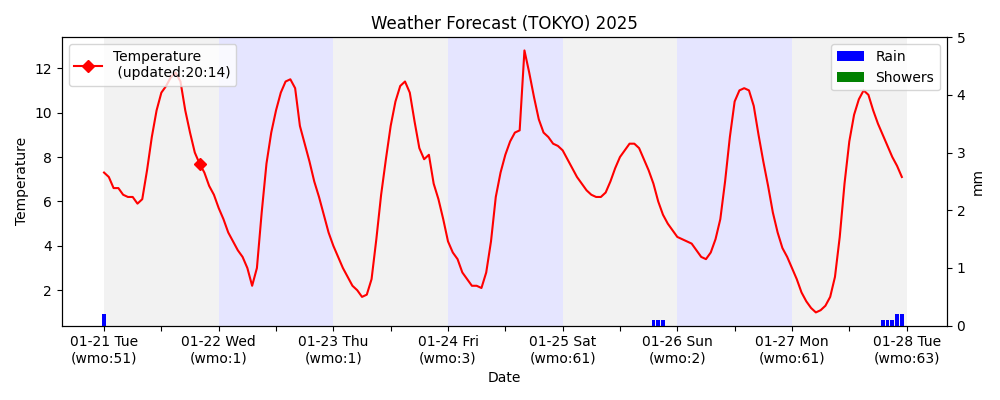 Weather Forecast (TOKYO) 2025
Temperature
(updated:20:14)
Rain
Showers
Temperature
12
10
8
6
4
2
5
4
3
2
1
0
mm
01-21 Tue
(wmo:51)
01-22 Wed
(wmo:1)
01-23 Thu
(wmo:1)
01-24 Fri
(wmo:3)
01-25 Sat
(wmo:61)
01-26 Sun
(wmo:2)
01-27 Mon
(wmo:61)
01-28 Tue
(wmo:63)
Date